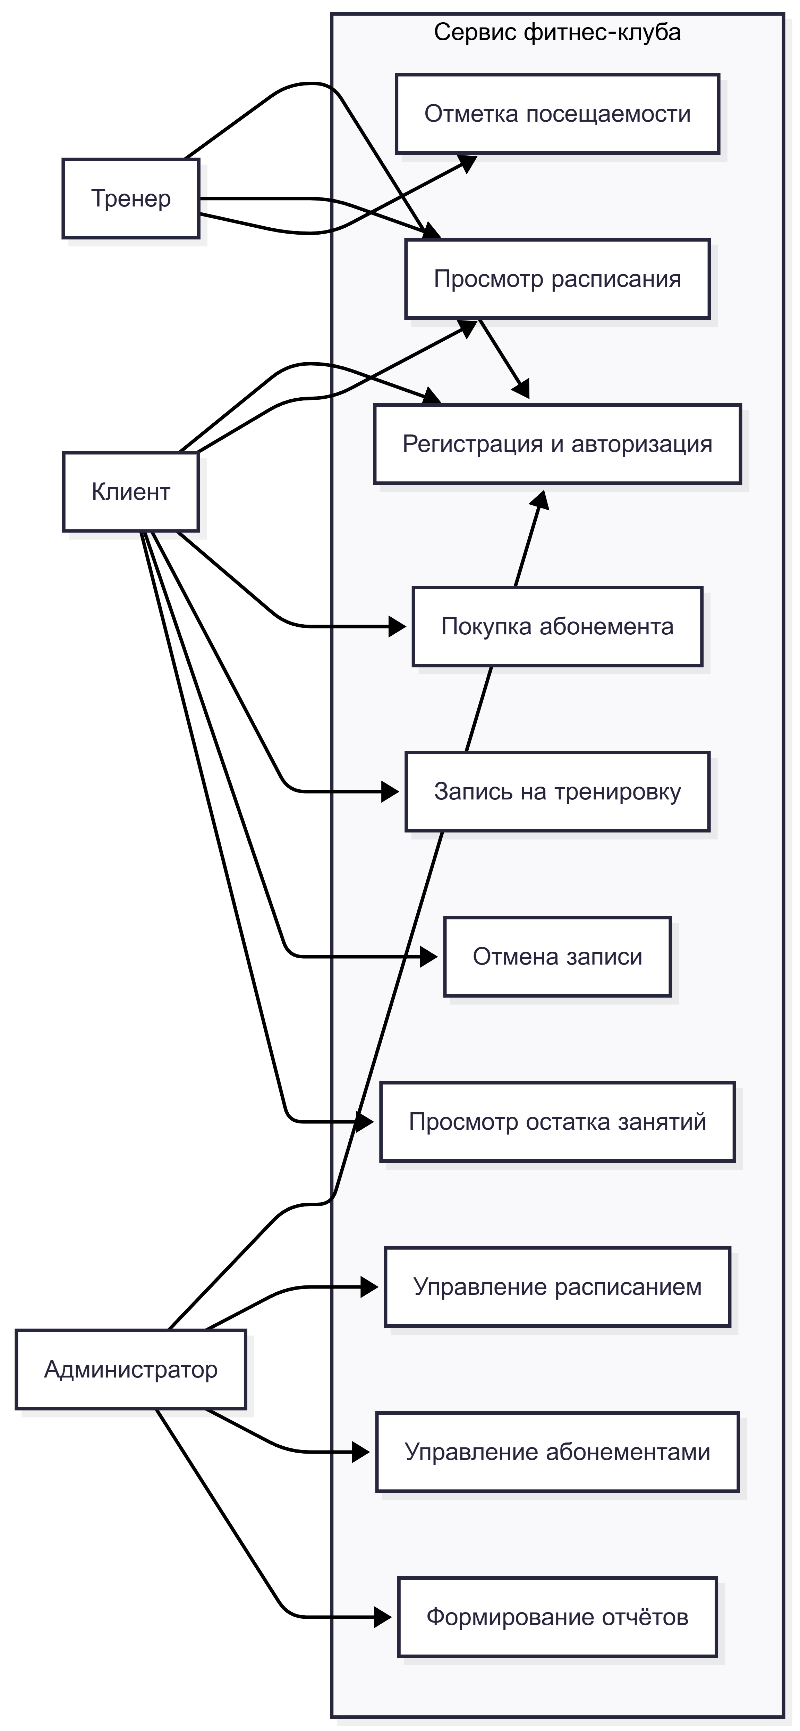 Сервис фитнес-клуба
Отметка посещаемости
Тренер
Просмотр расписания
Регистрация и авторизация
Клиент
Покупка абонемента
Запись на тренировку
Отмена записи
Просмотр остатка занятий
Управление расписанием
Администратор
Управление абонементами
Формирование отчётов